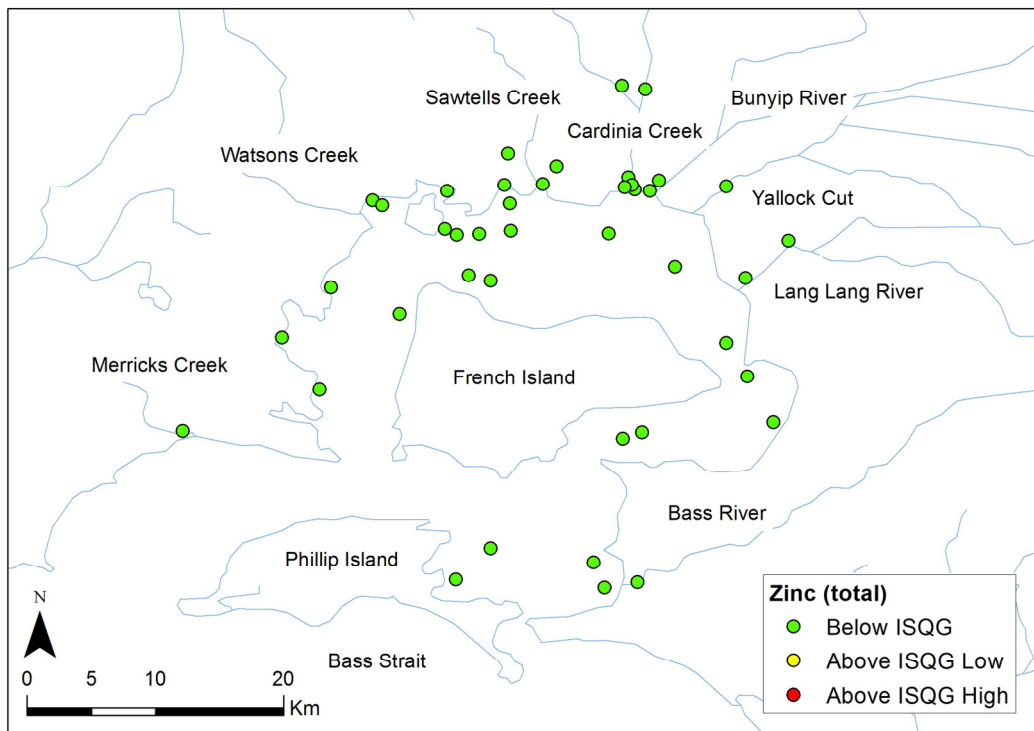 Sawtells Creek
Bunyip River
Cardinia Creek
Watsons Creek
Yallock Cut
Lang Lang River
Merricks Creek
French Island
Bass River
Phillip Island
Bass Strait
N
0 5 10 20
Km
Zinc (total)
Below ISQG
Above ISQG Low
Above ISQG High